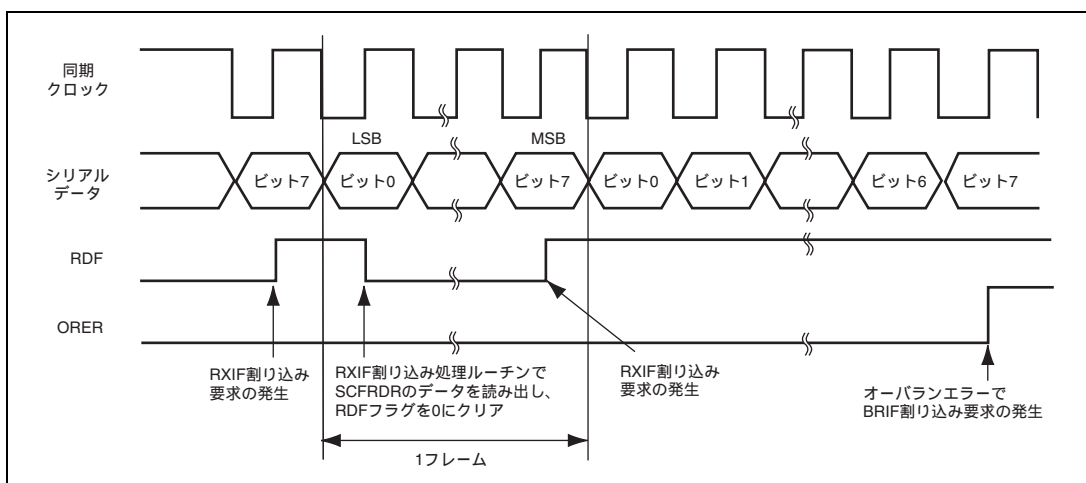 同期
クロック
LSB
MSB
シリアル
データ
ビット7
ビット0
ビット7
ビット0
ビット1
ビット6
ビット7
RDF
ORER
RXIF割り込み
要求の発生
RXIF割り込み処理ルーチンで
SCFRDRのデータを読み出し、
RDFフラグを0にクリア
RXIF割り込み
要求の発生
オーバランエラーで
BRIF割り込み要求の発生
1フレーム